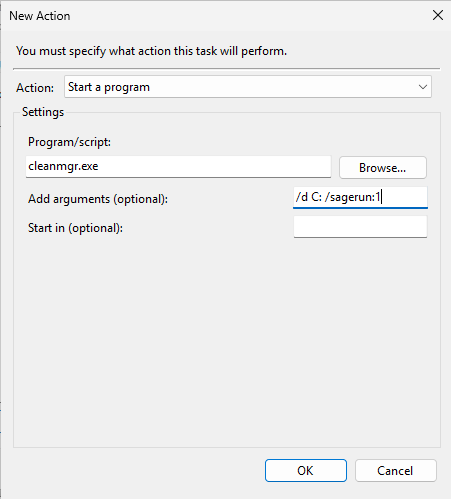 New Action
You must specify what action this task will perform.
Action: Start a program
Settings
Program/script:
cleanmgr.exe Browse...
Add arguments (optional): /d C: /sagerun:1
Start in (optional):
OK Cancel